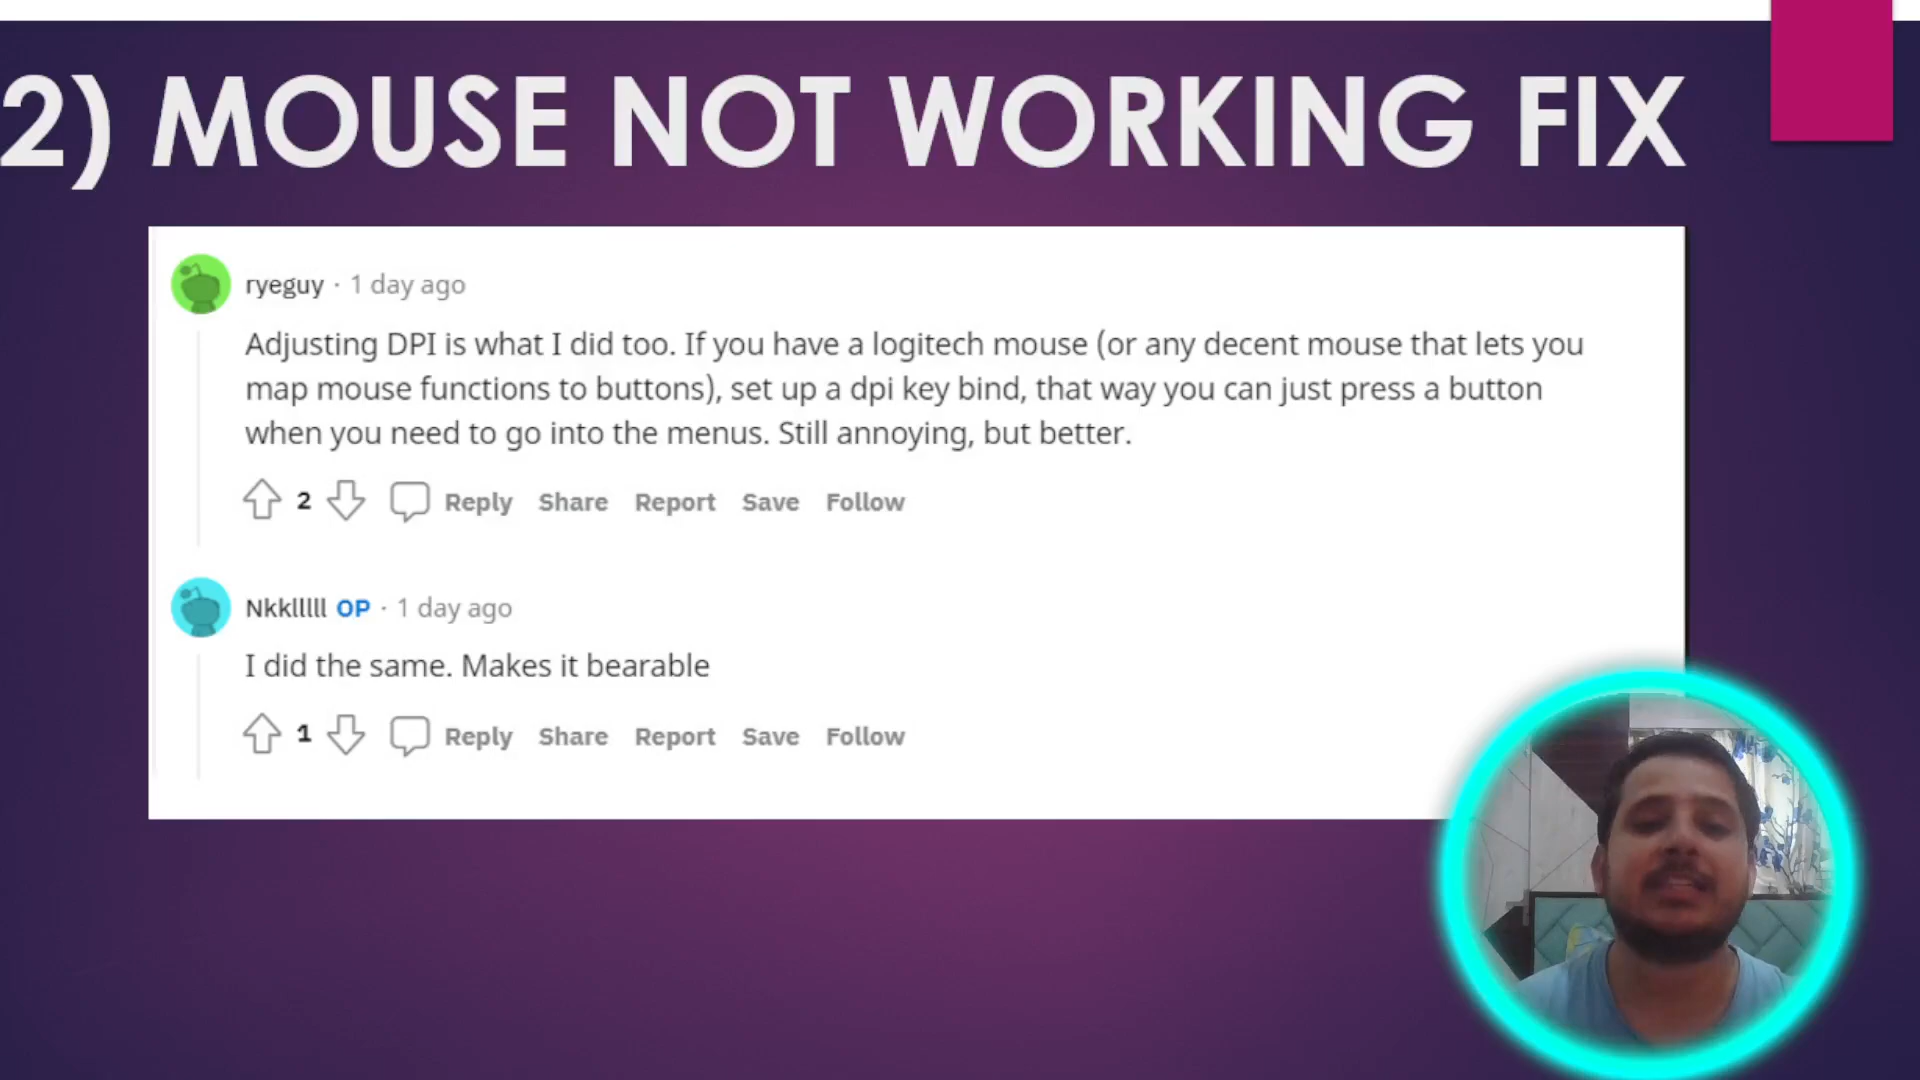 2) MOUSE NOT WORKING FIX
ryeguy · 1 day ago
Adjusting DPI is what I did too. If you have a logitech mouse (or any decent mouse that lets you
map mouse functions to buttons), set up a dpi key bind, that way you can just press a button
when you need to go into the menus. Still annoying, but better.
2 Reply Share Report Save Follow
Nkklllll OP · 1 day ago
I did the same. Makes it bearable
1 Reply Share Report Save Follow